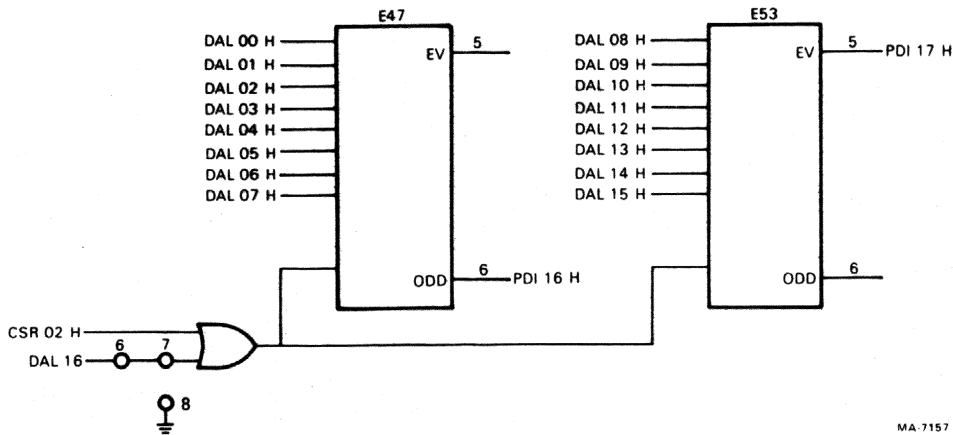 E47
DAL 00 H
DAL 01 H
DAL 02 H
DAL 03 H
DAL 04 H
DAL 05 H
DAL 06 H
DAL 07 H
EV
5
ODD
6
PDI 16 H
E53
DAL 08 H
DAL 09 H
DAL 10 H
DAL 11 H
DAL 12 H
DAL 13 H
DAL 14 H
DAL 15 H
EV
5
PDI 17 H
ODD
6
CSR 02 H
DAL 16
6
7
8
MA-7157